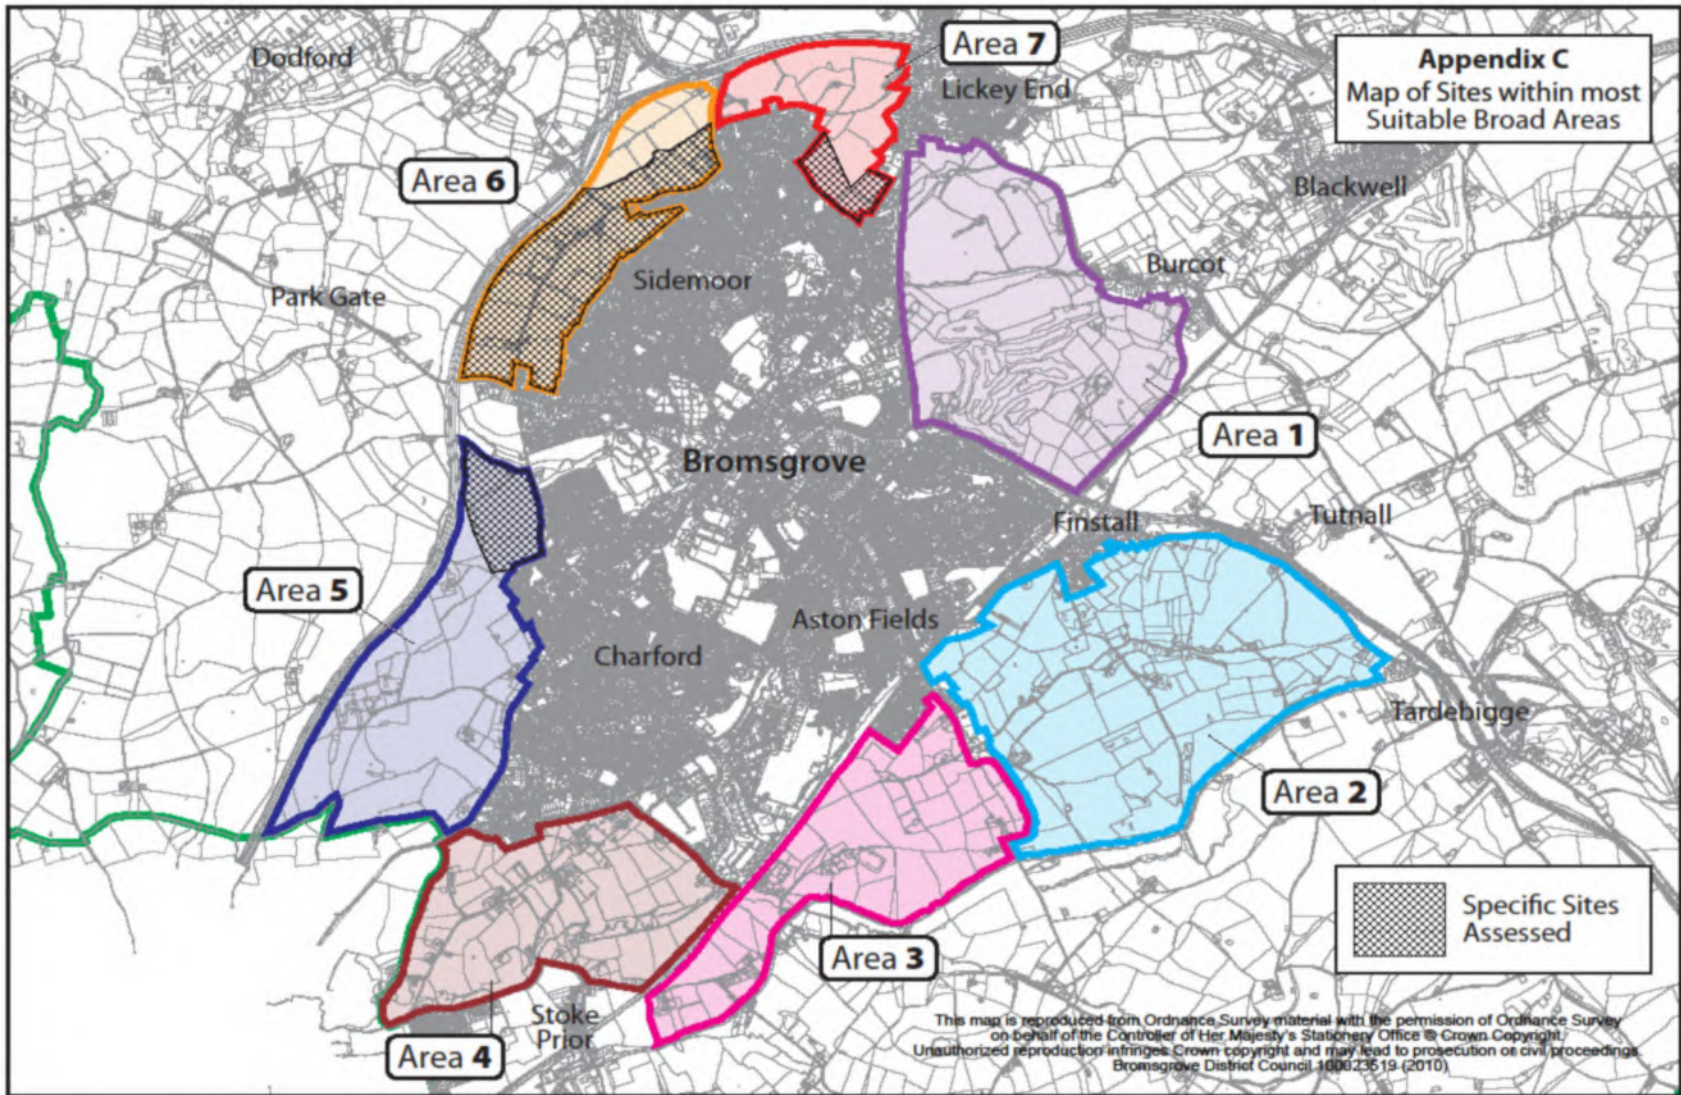 Appendix C
Map of Sites within most
Suitable Broad Areas
Dodford
Area 7
Lickey End
Area 6
Blackwell
Burcot
Sidemoor
Park Gate
Area 1
Bromsgrove
Finstall
Tutnall
Area 5
Aston Fields
Charford
Tardebigge
Area 2
Specific Sites
Assessed
Area 3
Stoke
Prior
Area 4
This map is reproduced from Ordnance Survey material with the permission of Ordnance Survey
on behalf of the Controller of Her Majesty's Stationery Office © Crown Copyright.
Unauthorized reproduction infringes Crown copyright and may lead to prosecution or civil proceedings.
Bromsgrove District Council 100023519 (2010)